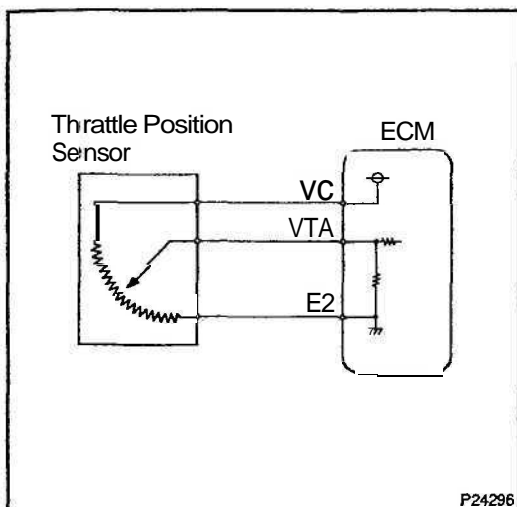 Thrattle Position
Sensor
ECM
VC
VTA
E2
P24296